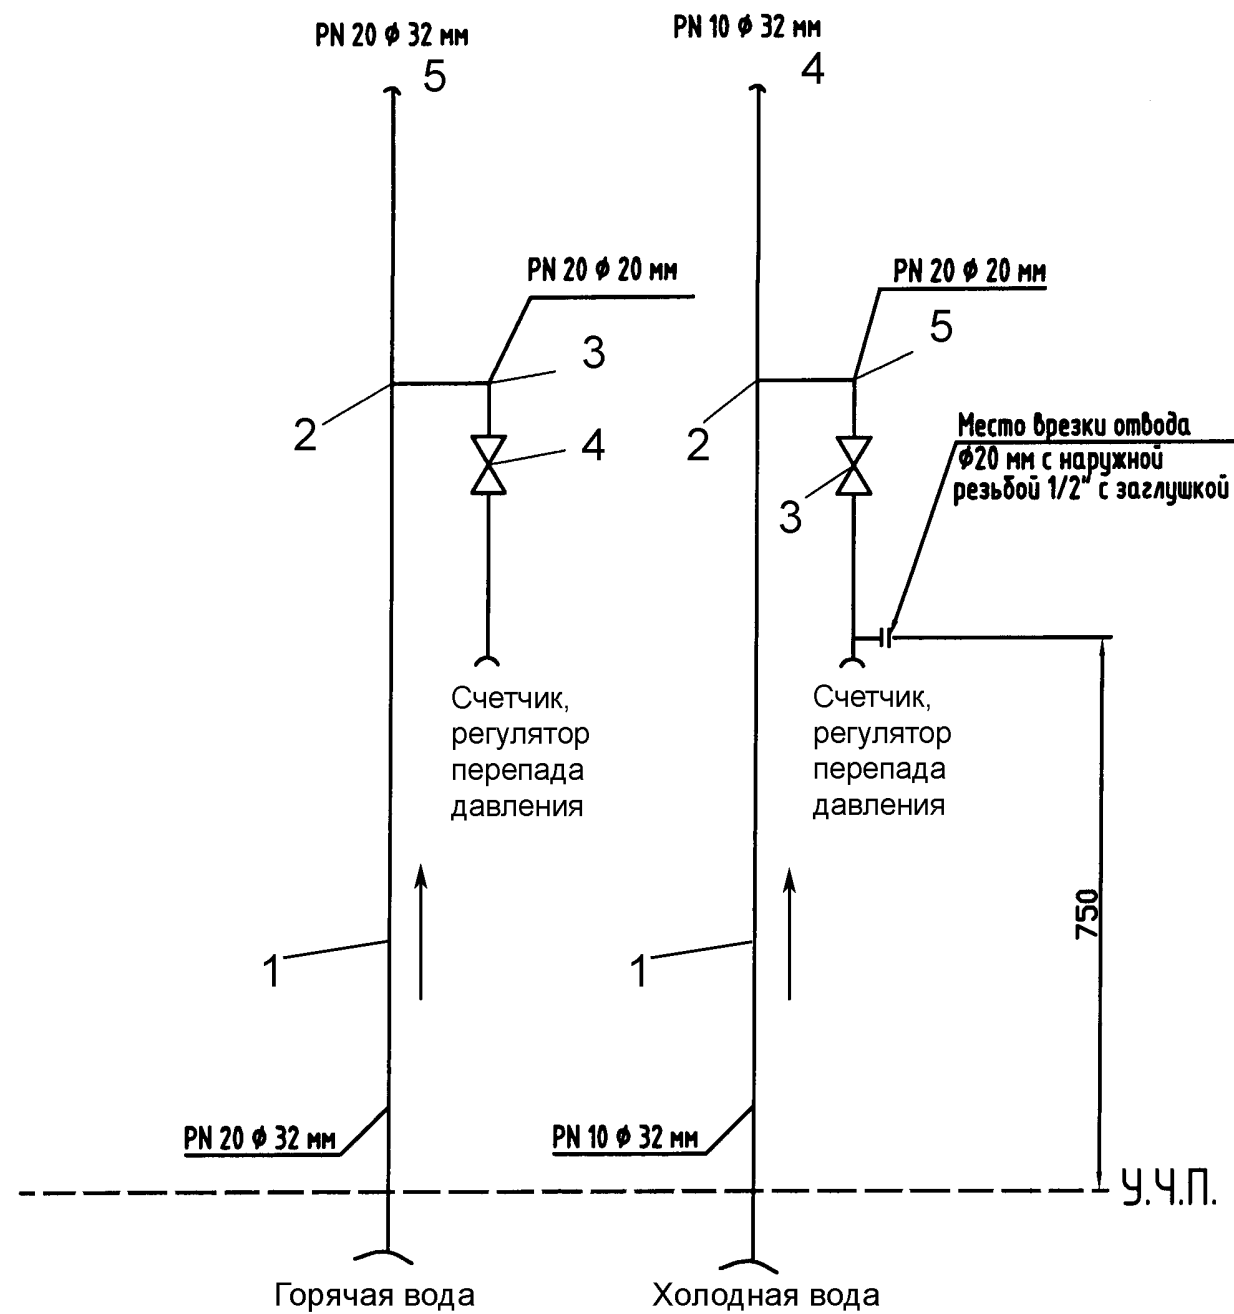 PN 20 ϕ 32 мм
5
PN 10 ϕ 32 мм
4
PN 20 ϕ 20 мм
3
2
4
PN 20 ϕ 20 мм
5
2
3
Место врезки отвода
ϕ20 мм с наружной
резьбой 1/2" с заглушкой
Счетчик,
регулятор
перепада
давления
Счетчик,
регулятор
перепада
давления
750
1
1
PN 20 ϕ 32 мм
PN 10 ϕ 32 мм
У.Ч.П.
Горячая вода
Холодная вода